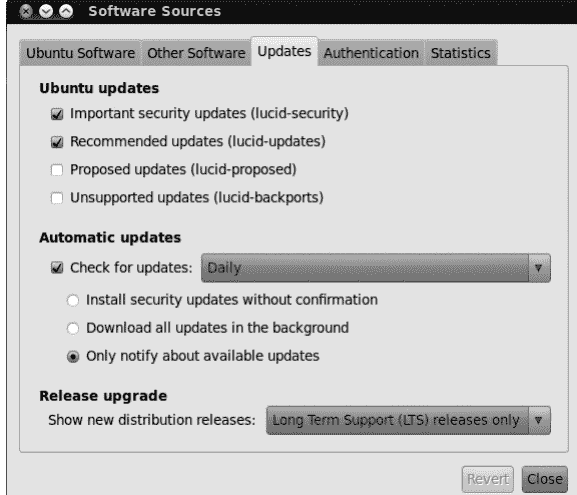 Software Sources
Ubuntu Software Other Software Updates Authentication Statistics
Ubuntu updates
Important security updates (lucid-security)
Recommended updates (lucid-updates)
Proposed updates (lucid-proposed)
Unsupported updates (lucid-backports)
Automatic updates
Check for updates: Daily
Install security updates without confirmation
Download all updates in the background
Only notify about available updates
Release upgrade
Show new distribution releases: Long Term Support (LTS) releases only
Revert Close